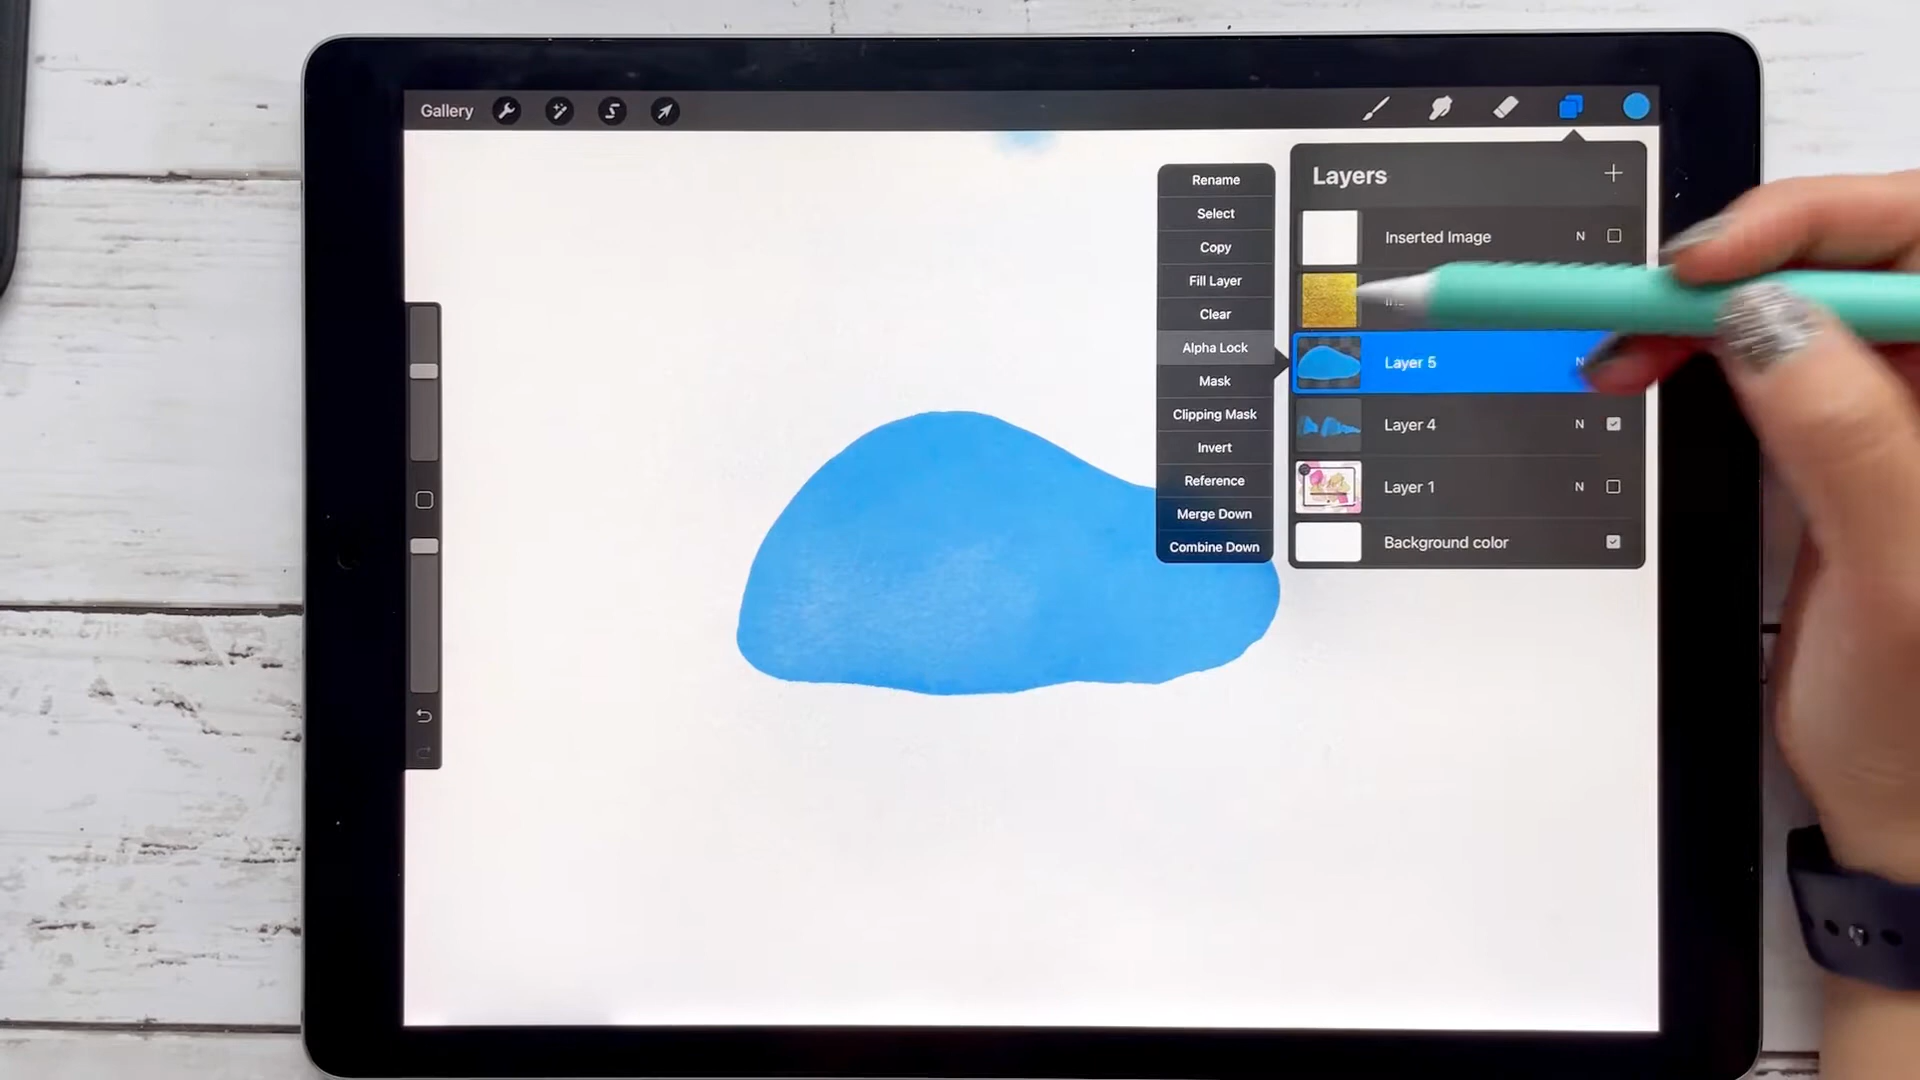 Gallery
Rename
Select
Copy
Fill Layer
Clear
Alpha Lock
Mask
Clipping Mask
Invert
Reference
Merge Down
Combine Down
Layers
Inserted Image N
Layer 5 N
Layer 4 N
Layer 1 N
Background color